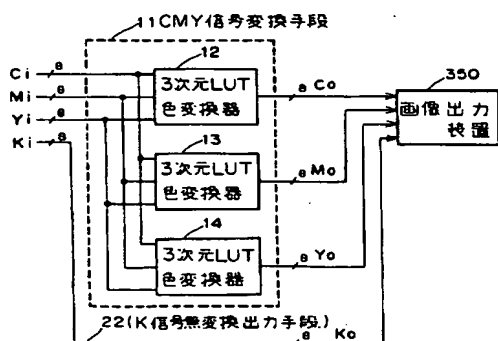 11 CMY信号変換手段
12
3次元LUT
色変換器
13
3次元LUT
色変換器
14
3次元LUT
色変換器
Ci 8
Mi 8
Yi 8
Ki 8
8 Co
8 Mo
8 Yo
350
画像出力
装置
22(K信号無変換出力手段)
8 Ko